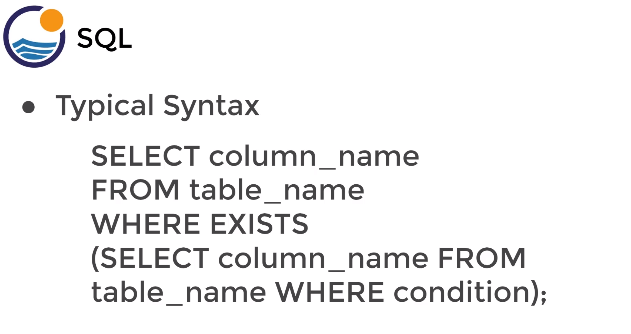 SQL
● Typical Syntax
SELECT column_name
FROM table_name
WHERE EXISTS
(SELECT column_name FROM
table_name WHERE condition);